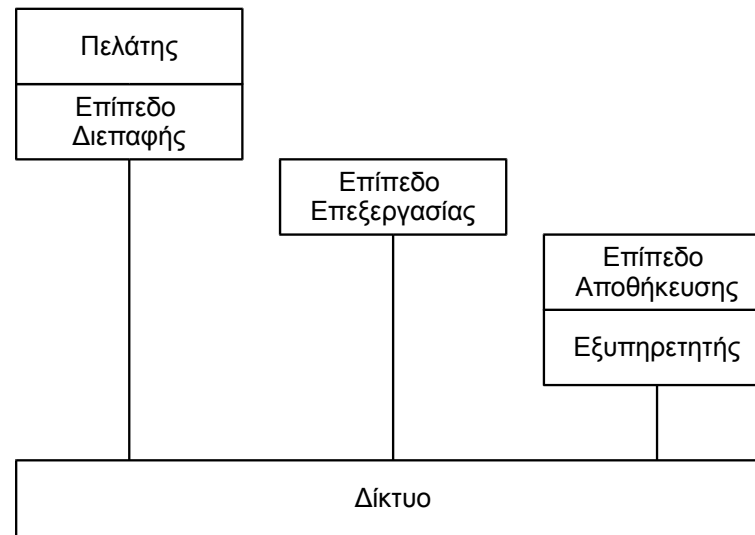 Πελάτης
Επίπεδο
Διεπαφής
Επίπεδο
Επεξεργασίας
Επίπεδο
Αποθήκευσης
Εξυπηρετητής
Δίκτυο